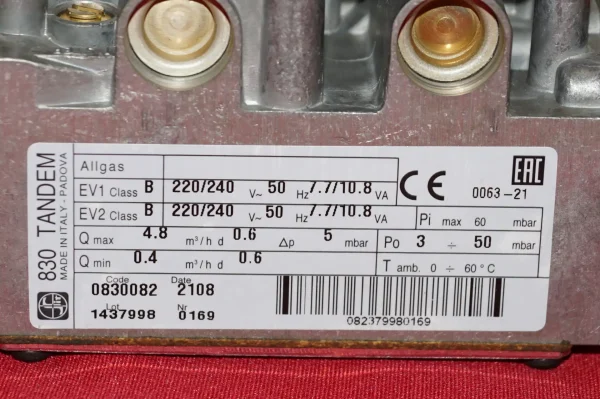 830 TANDEM
MADE IN ITALY - PADOVA
Allgas
EV1 Class B 220/240 V~ 50 Hz 7.7/10.8 VA
EV2 Class B 220/240 V~ 50 Hz 7.7/10.8 VA
Q max 4.8 m³/h d 0.6 Δp 5 mbar
Q min 0.4 m³/h d 0.6
CE
EAC
0063-21
Pi max 60 mbar
Po 3 ÷ 50 mbar
T amb. 0 ÷ 60°C
Code Date
0830082 2108
Lot Nr
1437998 0169
082379980169